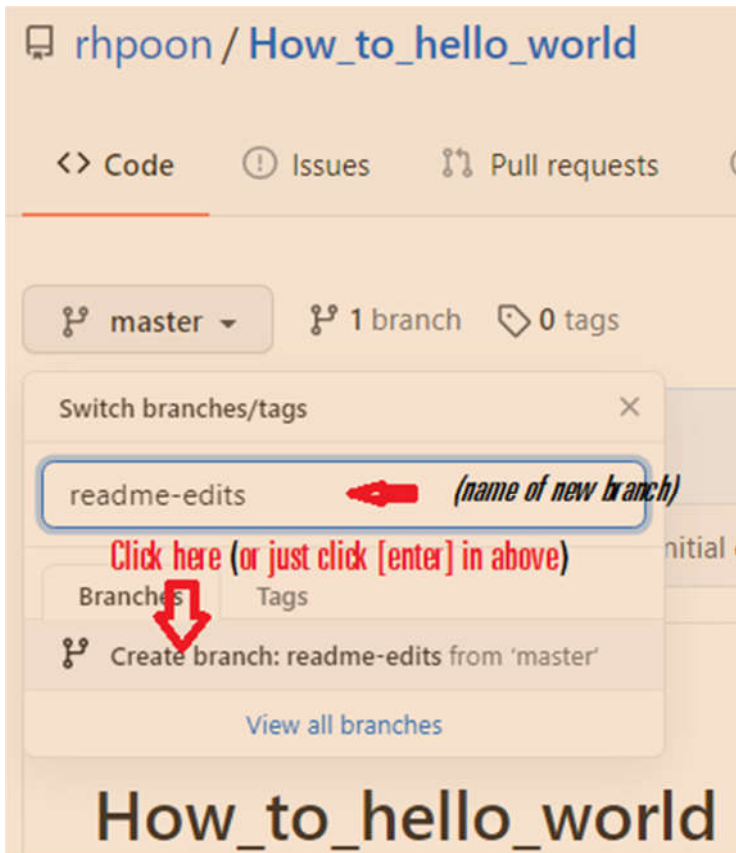 rhpoon / How_to_hello_world
<> Code Issues Pull requests
master 1 branch 0 tags
Switch branches/tags
readme-edits (name of new branch)
Click here (or just click [enter] in above)
nitial
Branches Tags
Create branch: readme-edits from 'master'
View all branches
How_to_hello_world